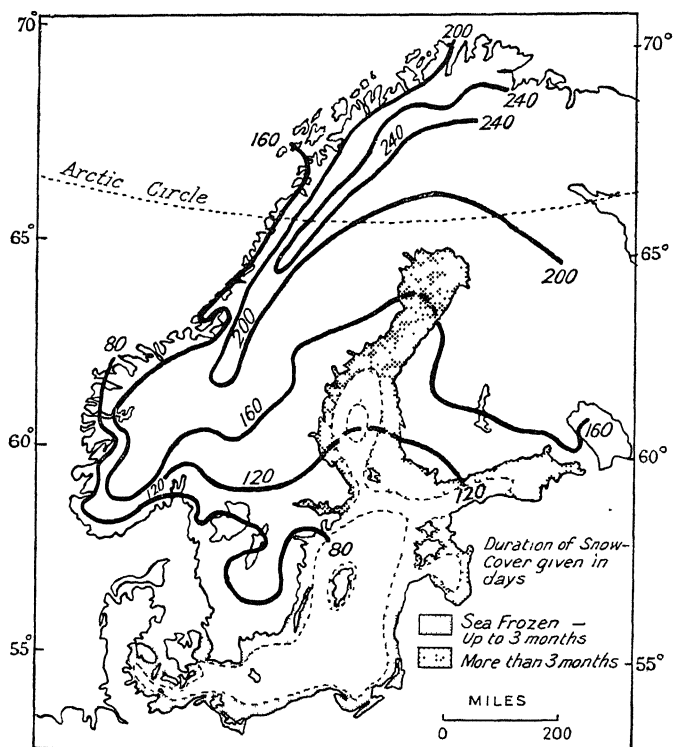 70°
200
70°
240
240
240
160
Arctic Circle
65°
65°
200
200
80
160
60°
160
60°
120
120
120
80
Duration of Snow-
Cover given in
days
Sea Frozen —
Up to 3 months
More than 3 months
55°
55°
MILES
0 200